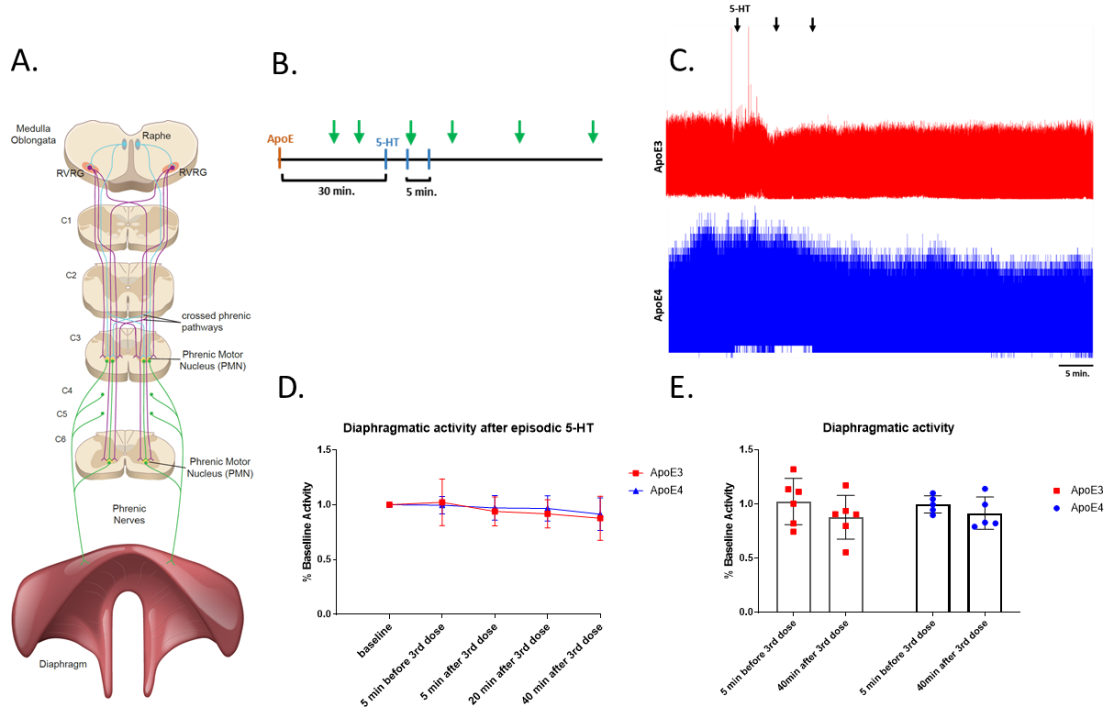 A.
Medulla
Oblongata
Raphe
RVRG
RVRG
C1
C2
crossed phrenic
pathways
C3
Phrenic Motor
Nucleus (PMN)
C4
C5
C6
Phrenic Motor
Nucleus (PMN)
Phrenic
Nerves
Diaphragm
B.
ApoE
5-HT
30 min.
5 min.
C.
5-HT
ApoE3
ApoE4
5 min.
D.
Diaphragmatic activity after episodic 5-HT
% Baseline Activity
1.5
1.0
0.5
0.0
baseline
5 min before 3rd dose
5 min after 3rd dose
20 min after 3rd dose
40 min after 3rd dose
ApoE3
ApoE4
E.
Diaphragmatic activity
% Baseline Activity
1.5
1.0
0.5
0.0
5 min before 3rd dose
40min after 3rd dose
5 min before 3rd dose
40min after 3rd dose
ApoE3
ApoE4